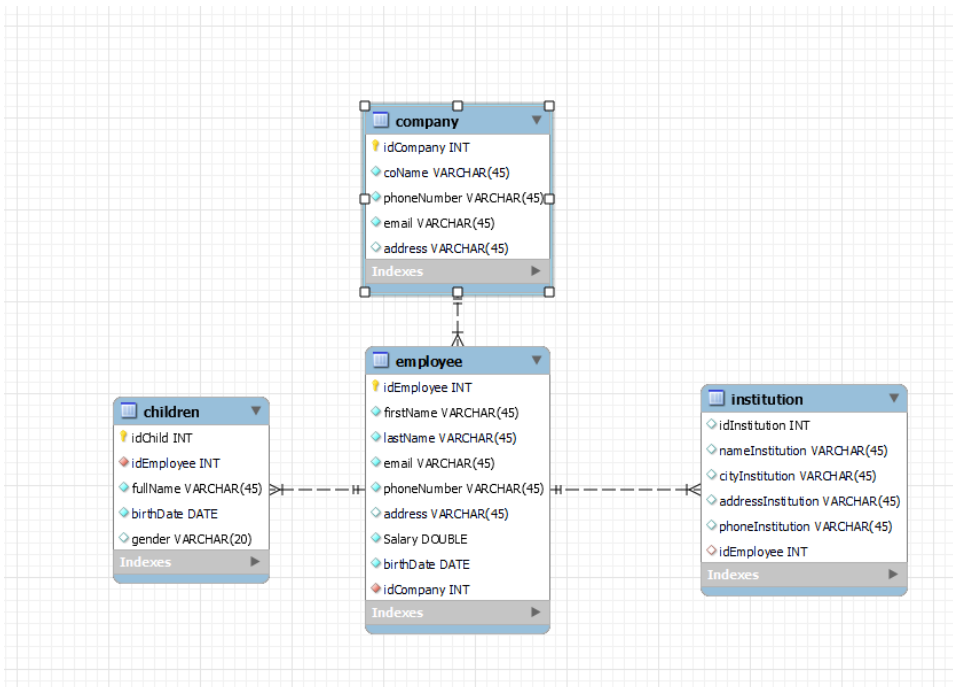 company
idCompany INT
coName VARCHAR(45)
phoneNumber VARCHAR(45)
email VARCHAR(45)
address VARCHAR(45)
Indexes
employee
idEmployee INT
firstName VARCHAR(45)
lastName VARCHAR(45)
email VARCHAR(45)
phoneNumber VARCHAR(45)
address VARCHAR(45)
Salary DOUBLE
birthDate DATE
idCompany INT
Indexes
children
idChild INT
idEmployee INT
fullName VARCHAR(45)
birthDate DATE
gender VARCHAR(20)
Indexes
institution
idInstitution INT
nameInstitution VARCHAR(45)
cityInstitution VARCHAR(45)
addressInstitution VARCHAR(45)
phoneInstitution VARCHAR(45)
idEmployee INT
Indexes